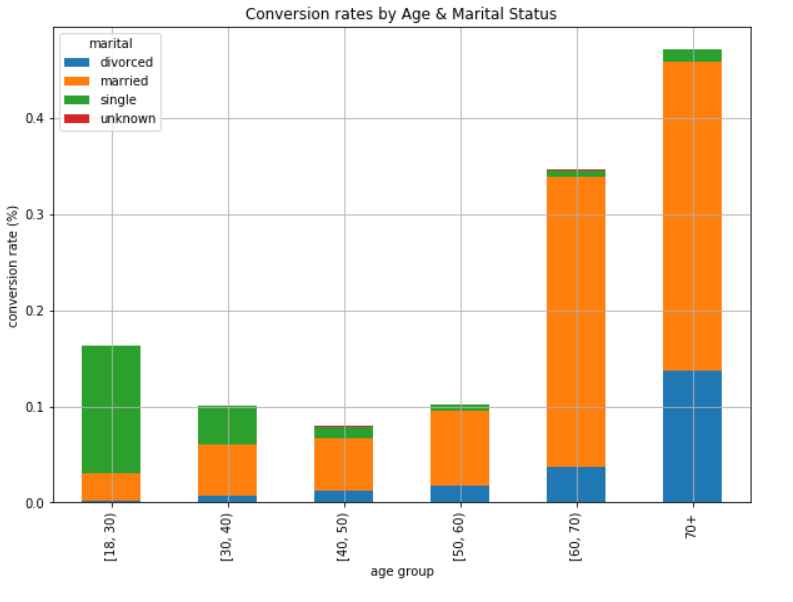 Conversion rates by Age & Marital Status
marital
divorced
married
single
unknown
conversion rate (%)
0.4
0.3
0.2
0.1
0.0
[18, 30)
[30, 40)
[40, 50)
[50, 60)
[60, 70)
70+
age group